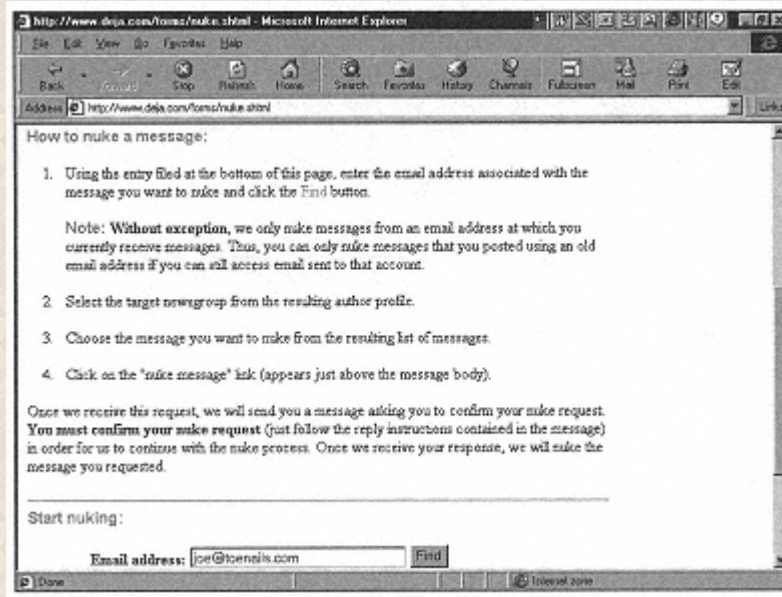 http://www.deja.com/forms/nuke.shtml - Microsoft Internet Explorer
File Edit View Go Favorites Help
Back Forward Stop Refresh Home Search Favorites History Channels Fullscreen Mail Print Edit
Address http://www.deja.com/forms/nuke.shtml Links
How to nuke a message:
1. Using the entry filed at the bottom of this page, enter the email address associated with the
message you want to nuke and click the Find button.
Note: Without exception, we only nuke messages from an email address at which you
currently receive messages. Thus, you can only nuke messages that you posted using an old
email address if you can still access email sent to that account.
2. Select the target newsgroup from the resulting author profile.
3. Choose the message you want to nuke from the resulting list of messages.
4. Click on the "nuke message" link (appears just above the message body).
Once we receive this request, we will send you a message asking you to confirm your nuke request.
You must confirm your nuke request (just follow the reply instructions contained in the message)
in order for us to continue with the nuke process. Once we receive your response, we will nuke the
message you requested.
Start nuking:
Email address: joe@toenails.com Find
Done Internet zone